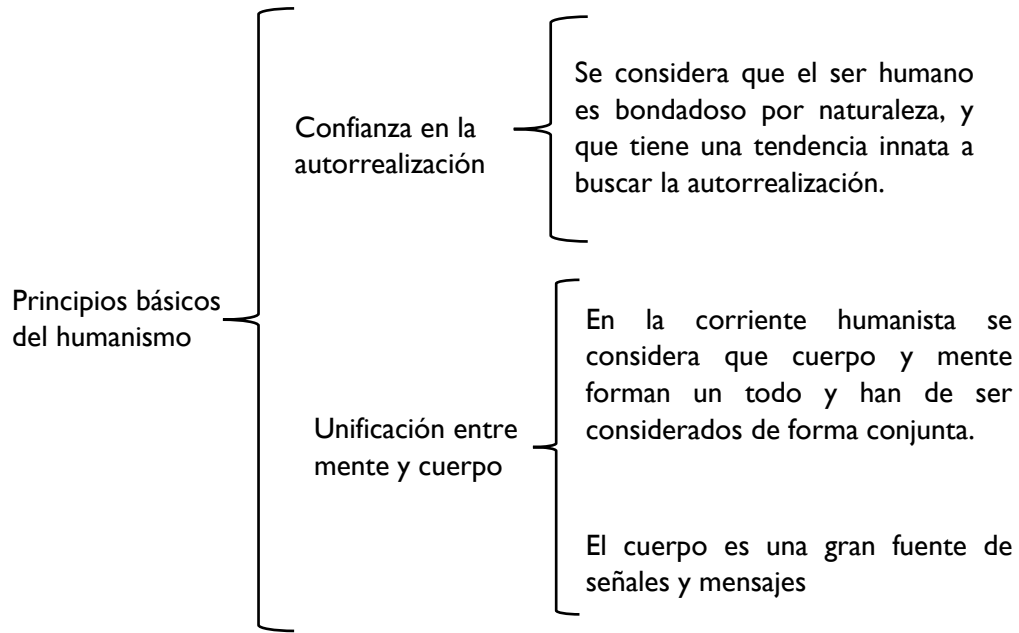 Principios básicos
del humanismo
Confianza en la
autorrealización
Se considera que el ser humano
es bondadoso por naturaleza, y
que tiene una tendencia innata a
buscar la autorrealización.
Unificación entre
mente y cuerpo
En la corriente humanista se
considera que cuerpo y mente
forman un todo y han de ser
considerados de forma conjunta.
El cuerpo es una gran fuente de
señales y mensajes